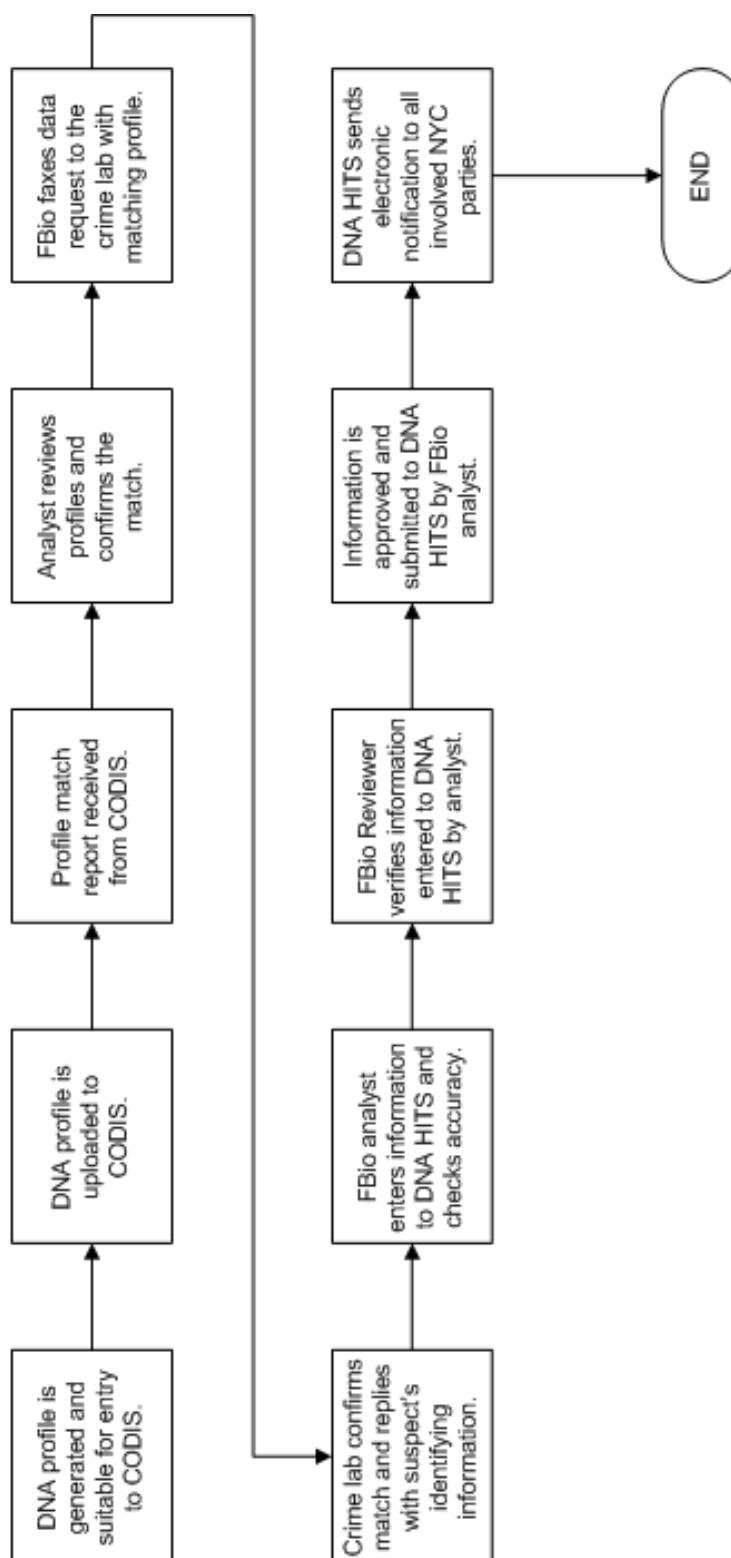 DNA profile is
generated and
suitable for entry
to CODIS.
DNA profile is
uploaded to
CODIS.
Profile match
report received
from CODIS.
Analyst reviews
profiles and
confirms the
match.
FBio faxes data
request to the
crime lab with
matching profile.
Crime lab confirms
match and replies
with suspect's
identifying
information.
FBio analyst
enters information
to DNA HITS and
checks accuracy.
FBio Reviewer
verifies information
entered to DNA
HITS by analyst.
Information is
approved and
submitted to DNA
HITS by FBio
analyst.
DNA HITS sends
electronic
notification to all
involved NYC
parties.
END